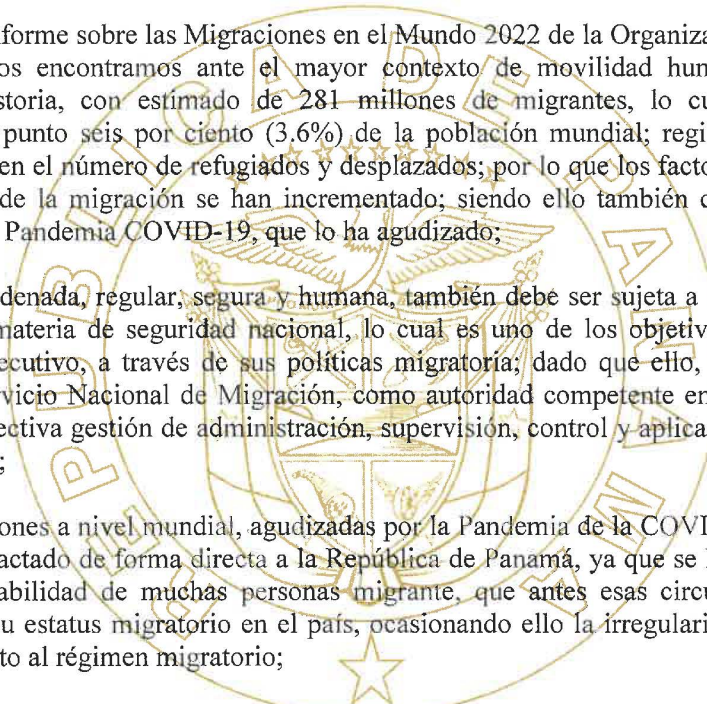 nforme sobre las Migraciones en el Mundo 2022 de la Organiza
os encontramos ante el mayor contexto de movilidad hum
storia, con estimado de 281 millones de migrantes, lo cu
punto seis por ciento (3.6%) de la población mundial; regi
en el número de refugiados y desplazados; por lo que los facto
de la migración se han incrementado; siendo ello también c
Pandemia COVID-19, que lo ha agudizado;
denada, regular, segura y humana, también debe ser sujeta a
materia de seguridad nacional, lo cual es uno de los objetiv
ecutivo, a través de sus políticas migratoria; dado que ello,
rvicio Nacional de Migración, como autoridad competente en
ectiva gestión de administración, supervisión, control y aplica
;
ones a nivel mundial, agudizadas por la Pandemia de la COVI
actado de forma directa a la República de Panamá, ya que se
abilidad de muchas personas migrante, que antes esas circu
u estatus migratorio en el país, ocasionando ello la irregulari
to al régimen migratorio;
REPUBLICA DE PANAMA